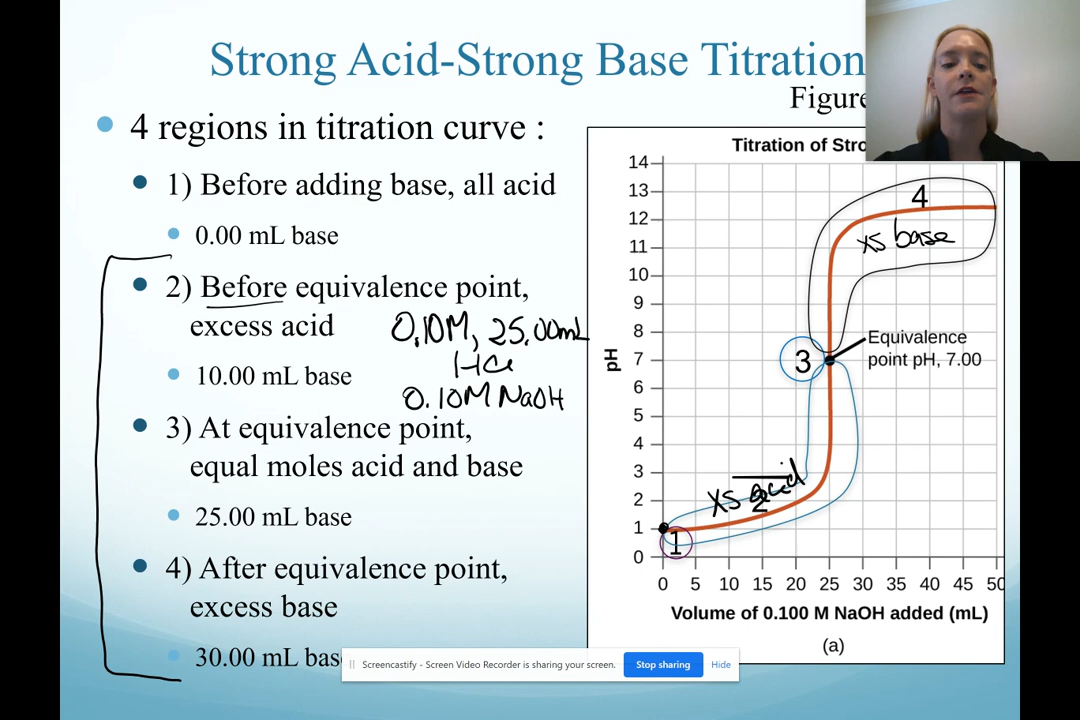 Strong Acid-Strong Base Titration
Figure
4 regions in titration curve :
1) Before adding base, all acid
0.00 mL base
2) Before equivalence point,
excess acid
10.00 mL base
3) At equivalence point,
equal moles acid and base
25.00 mL base
4) After equivalence point,
excess base
30.00 mL bas
0.10M, 25.00mL
HCl
0.10M NaOH
Titration of Stro
14
13
12
11
10
9
8
7
6
5
4
3
2
1
0
pH
4
xs base
Equivalence
point pH, 7.00
3
xs acid
2
1
0 5 10 15 20 25 30 35 40 45 50
Volume of 0.100 M NaOH added (mL)
(a)
Screencastify - Screen Video Recorder is sharing your screen.
Stop sharing
Hide